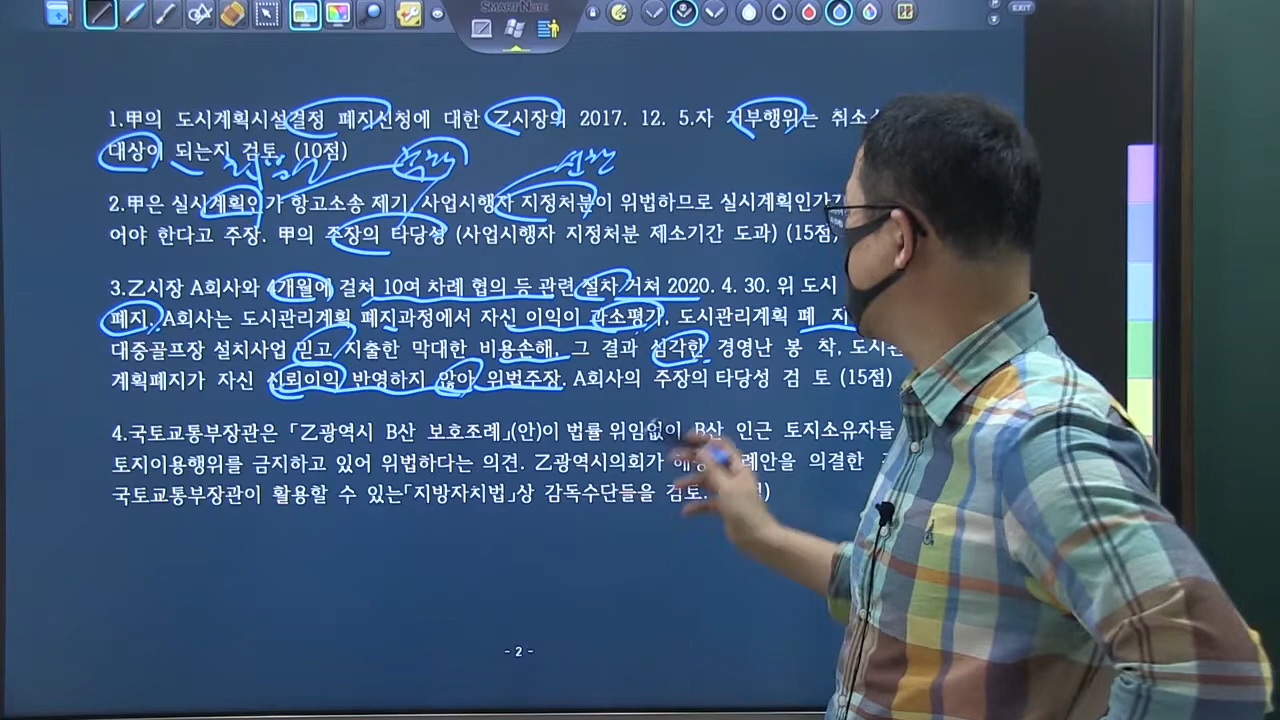 SMART NOTE
EXIT
1.甲의 도시계획시설결정 폐지신청에 대한 乙시장의 2017. 12. 5.자 거부행위는 취소
대상이 되는지 검토. (10점)
2.甲은 실시계획인가 항고소송 제기, 사업시행자 지정처분이 위법하므로 실시계획인가
어야 한다고 주장. 甲의 주장의 타당성 (사업시행자 지정처분 제소기간 도과) (15점)
3.乙시장 A회사와 4개월에 걸쳐 10여 차례 협의 등 관련 절차 거쳐 2020. 4. 30. 위 도시
폐지. A회사는 도시관리계획 폐지과정에서 자신 이익이 과소평가, 도시관리계획 폐 지
대중골프장 설치사업 믿고 지출한 막대한 비용손해, 그 결과 심각한 경영난 봉 착, 도시관
계획폐지가 자신 신뢰이익 반영하지 않아 위법주장. A회사의 주장의 타당성 검 토 (15점)
4.국토교통부장관은 「乙광역시 B산 보호조례」(안)이 법률 위임없이 B산 인근 토지소유자들
토지이용행위를 금지하고 있어 위법하다는 의견. 乙광역시의회가 조례안을 의결한
국토교통부장관이 활용할 수 있는「지방자치법」상 감독수단들을 검토.
- 2 -